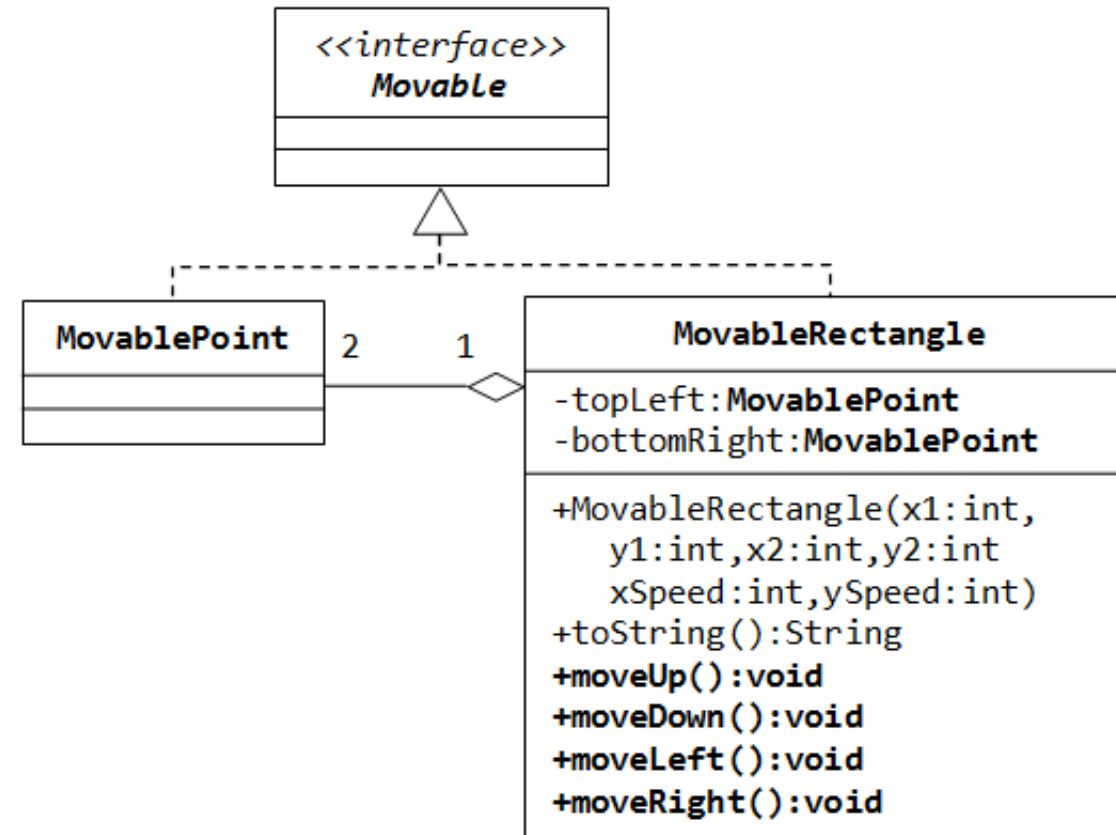 <<interface>>
Movable
MovablePoint
2
1
MovableRectangle
-topLeft:MovablePoint
-bottomRight:MovablePoint
+MovableRectangle(x1:int,
y1:int,x2:int,y2:int
xSpeed:int,ySpeed:int)
+toString():String
+moveUp():void
+moveDown():void
+moveLeft():void
+moveRight():void